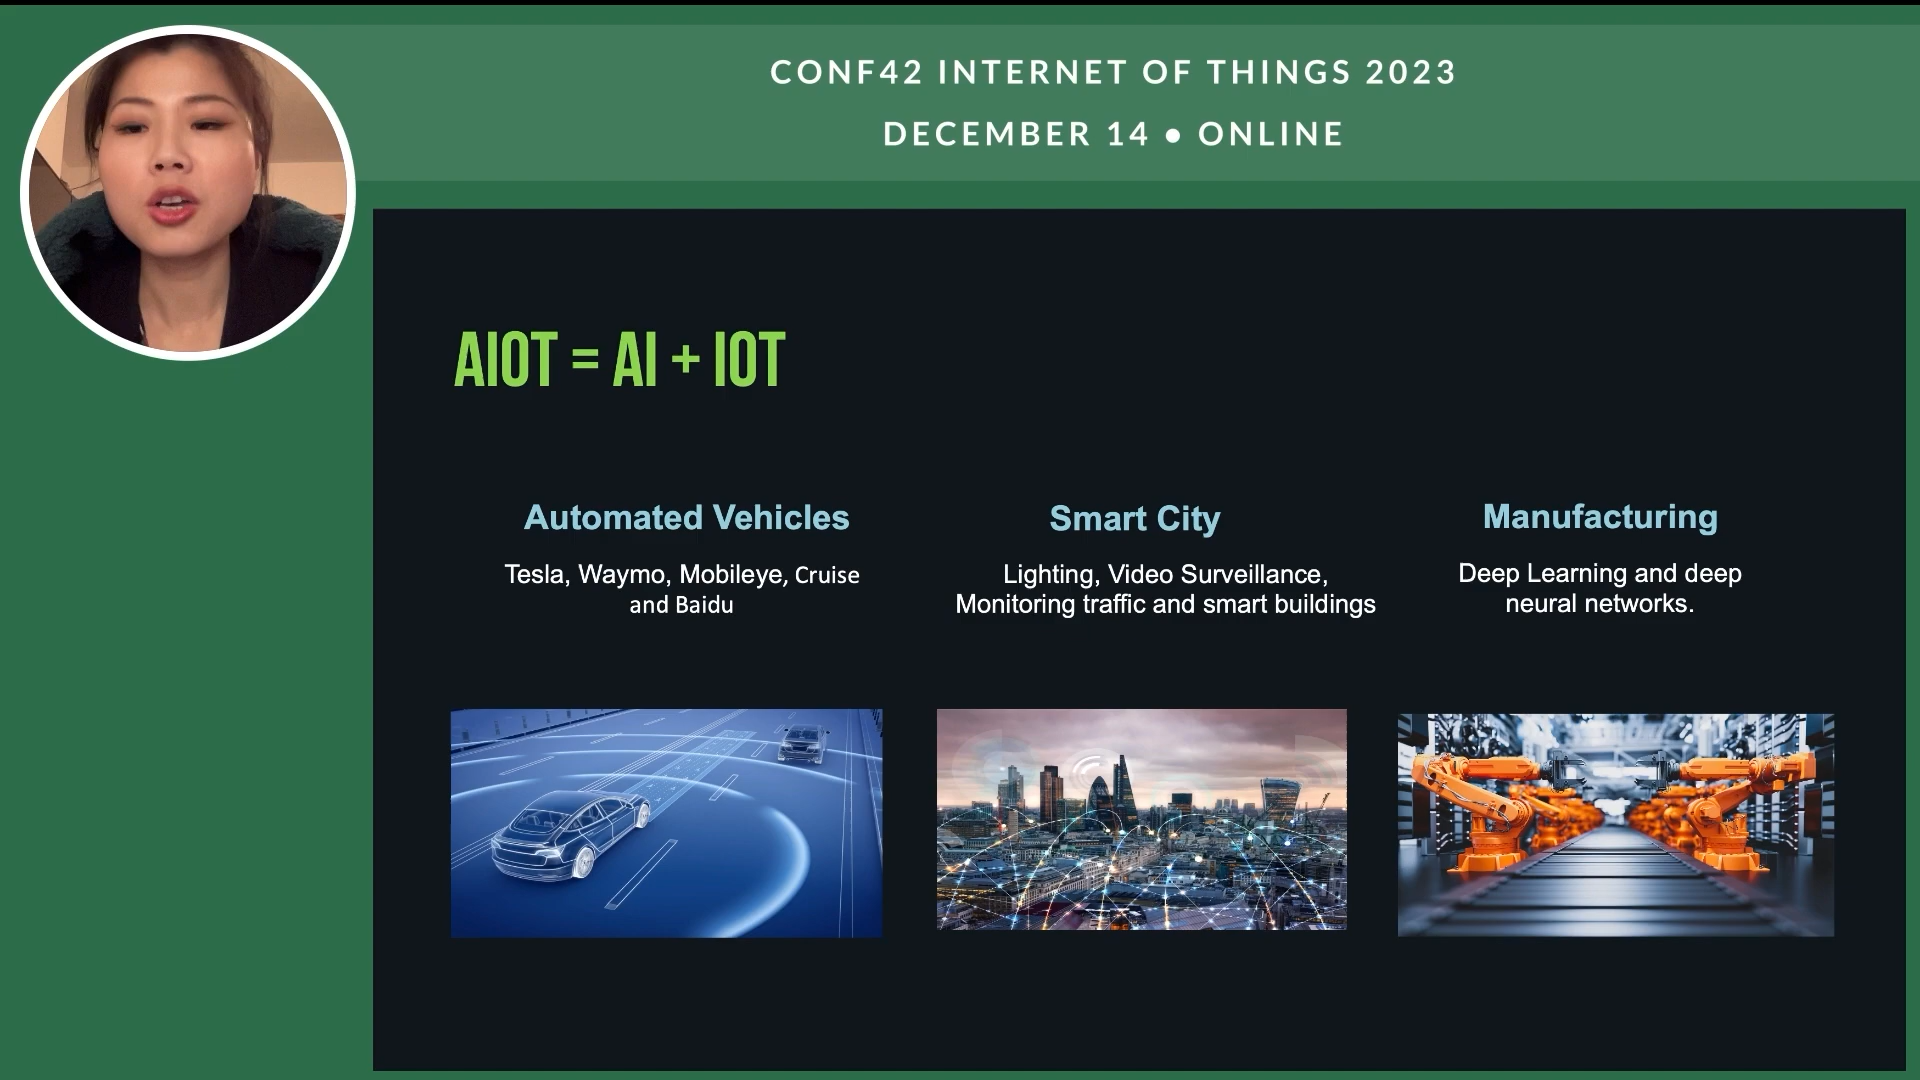 CONF42 INTERNET OF THINGS 2023
DECEMBER 14 • ONLINE
AIOT = AI + IOT
Automated Vehicles
Tesla, Waymo, Mobileye, Cruise
and Baidu
Smart City
Lighting, Video Surveillance,
Monitoring traffic and smart buildings
Manufacturing
Deep Learning and deep
neural networks.